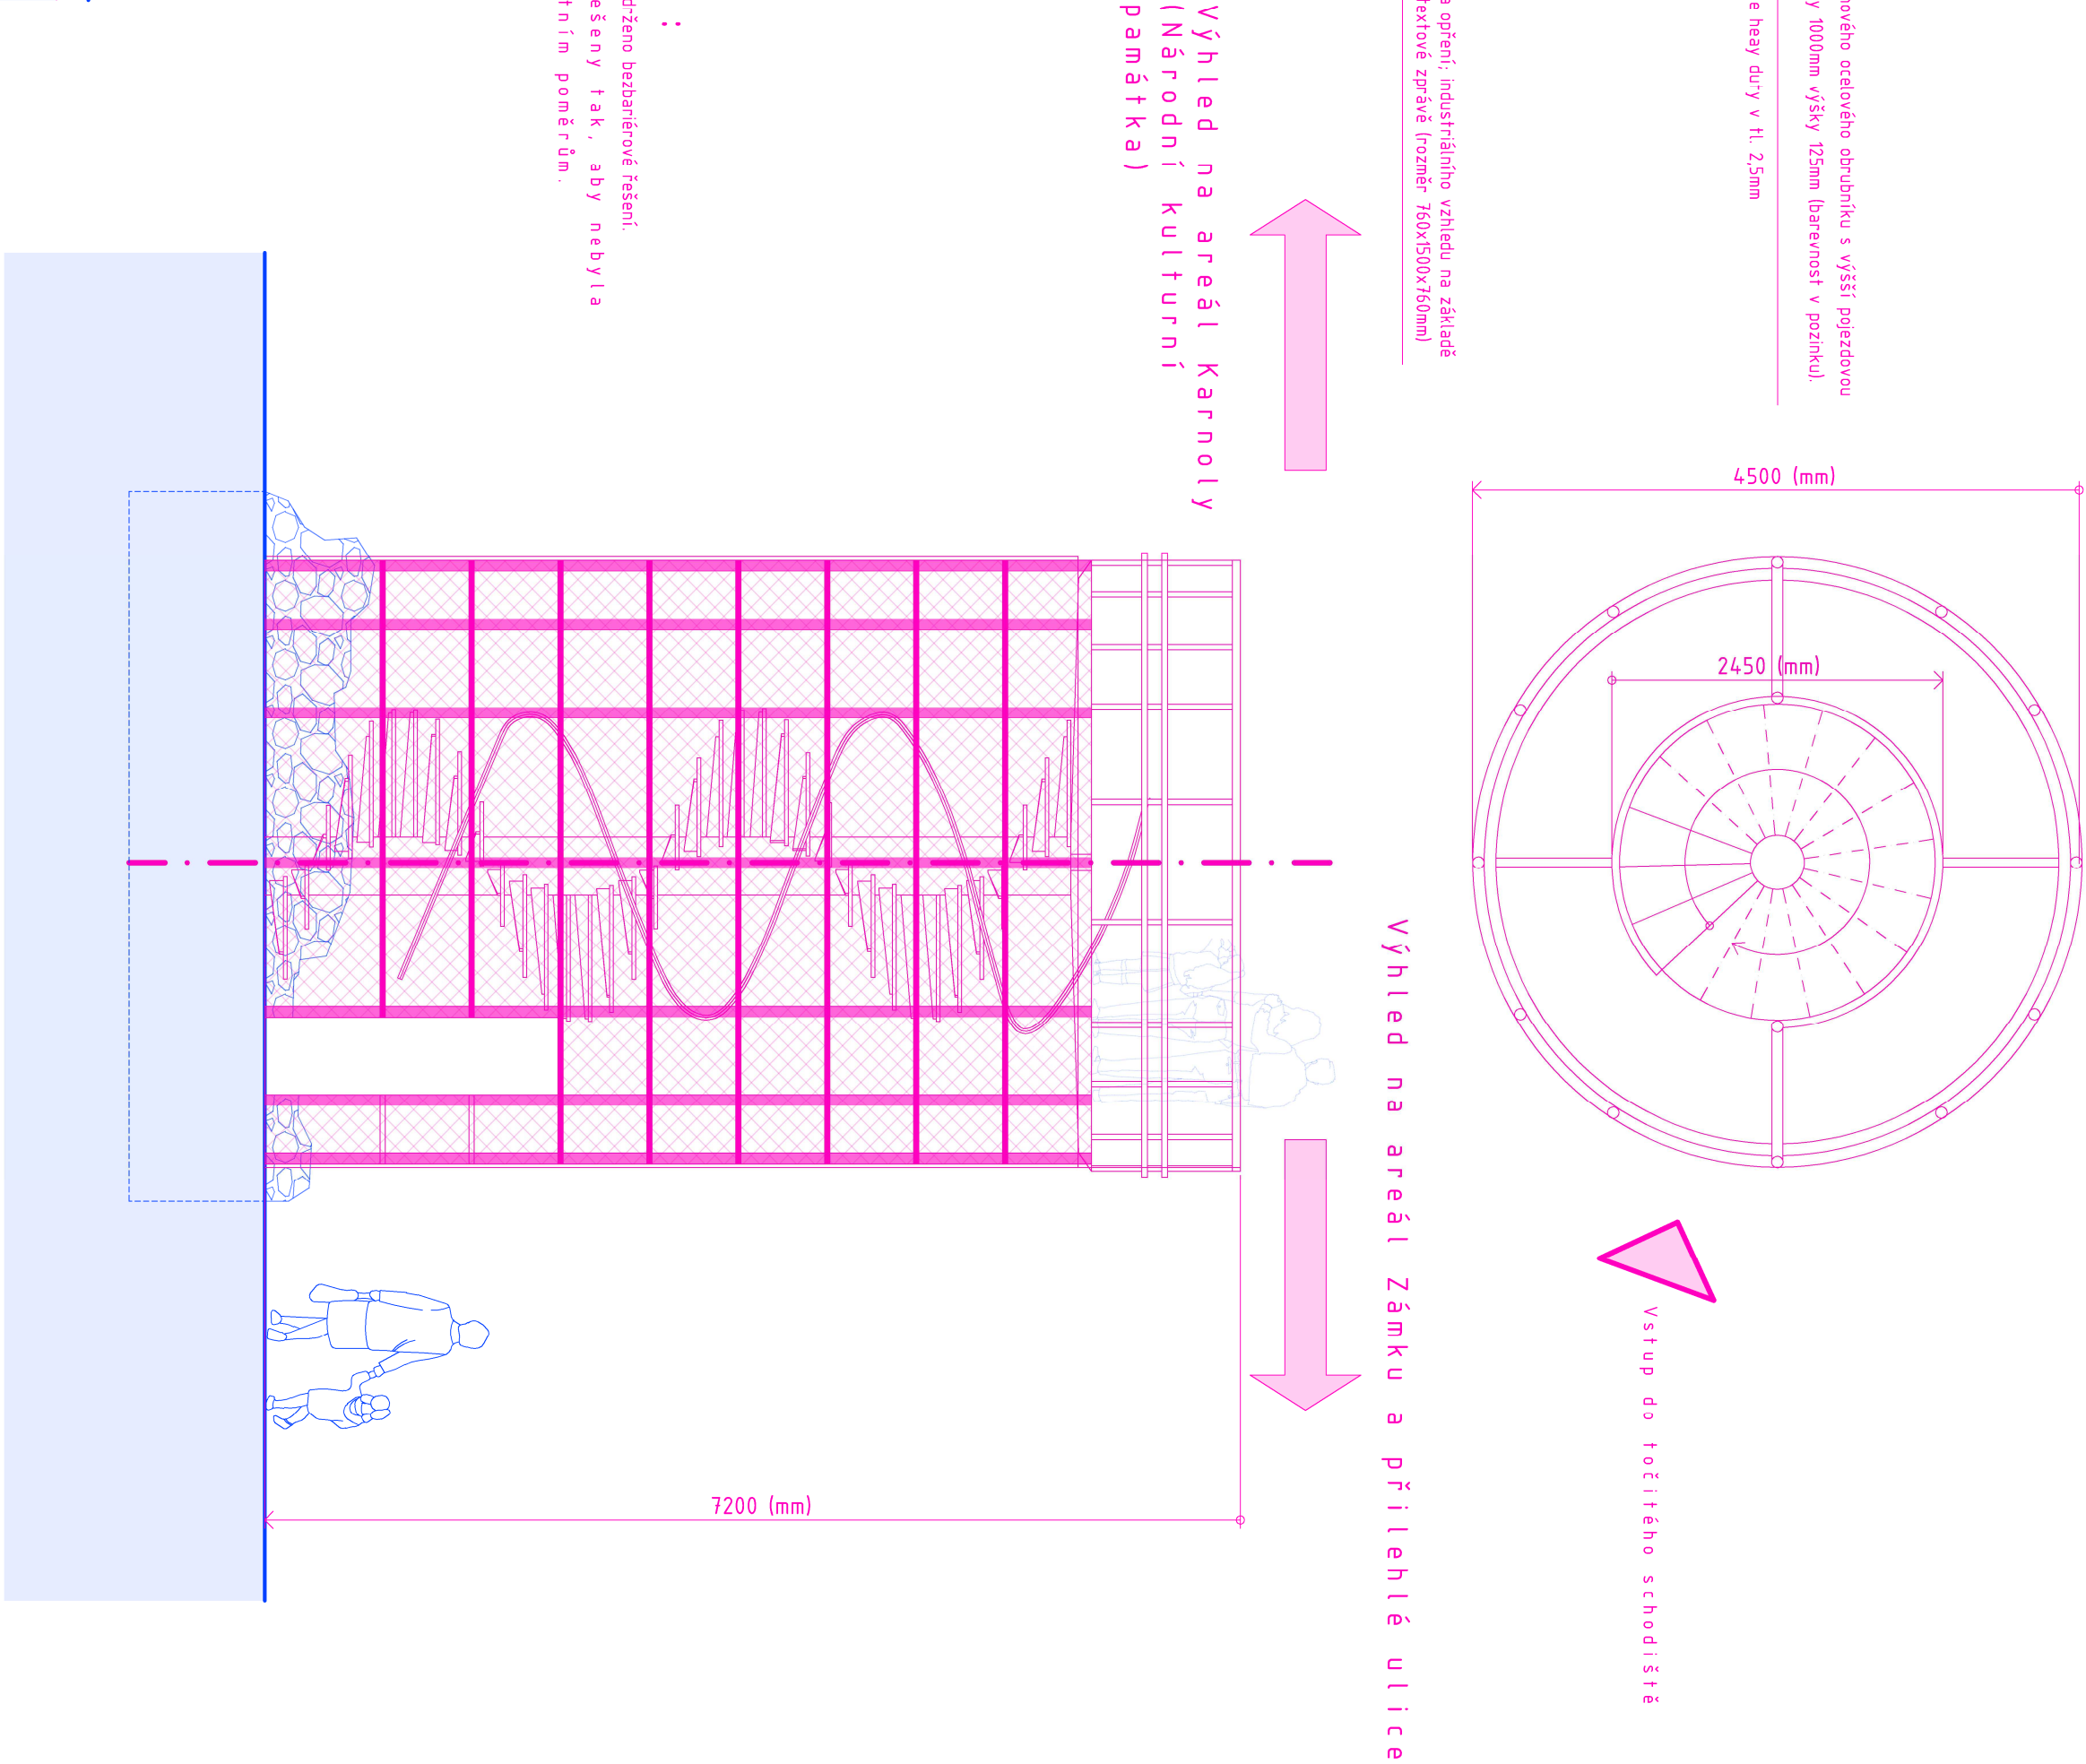 nového ocelového obrubníku s výšší pojezdovou
y 1000mm výšky 125mm (barevnost v pozinku).
e heay duty v tl. 2,5mm
a opření; industriálního vzhledu na základě
textové zprávě (rozměr 760x1500x760mm)
Výhled na areál Karnoly
(Národní kulturní
památka)
:
drženo bezbariérové řešení.
ešeny tak, aby nebyla
tním poměrům.
4500 (mm)
2450 (mm)
Výhled na areál Zámku a přilehlé ulice
Vstup do točitého schodiště
7200 (mm)